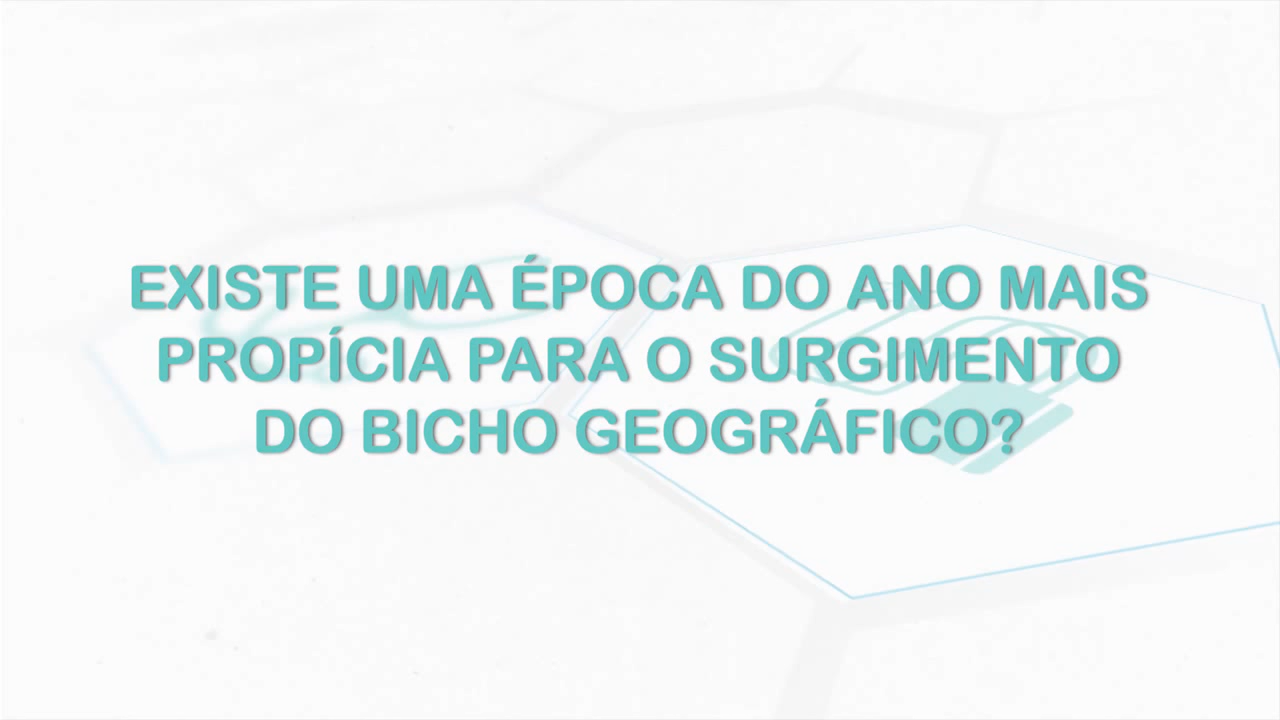 EXISTE UMA ÉPOCA DO ANO MAIS
PROPÍCIA PARA O SURGIMENTO
DO BICHO GEOGRÁFICO?